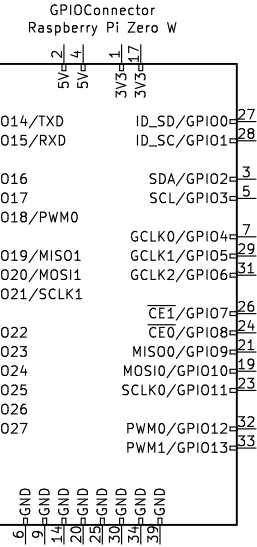 GPIOConnector
Raspberry Pi Zero W
2 4 1 17
5V 5V 3V3 3V3
O14/TXD ID_SD/GPIO0 27
O15/RXD ID_SC/GPIO1 28
O16 SDA/GPIO2 3
O17 SCL/GPIO3 5
O18/PWM0
GCLK0/GPIO4 7
O19/MISO1 GCLK1/GPIO5 29
O20/MOSI1 GCLK2/GPIO6 31
O21/SCLK1
CE1/GPIO7 26
O22 CE0/GPIO8 24
O23 MISO0/GPIO9 21
O24 MOSI0/GPIO10 19
O25 SCLK0/GPIO11 23
O26
O27 PWM0/GPIO12 32
PWM1/GPIO13 33
GND GND GND GND GND GND GND GND
6 9 14 20 25 30 34 39